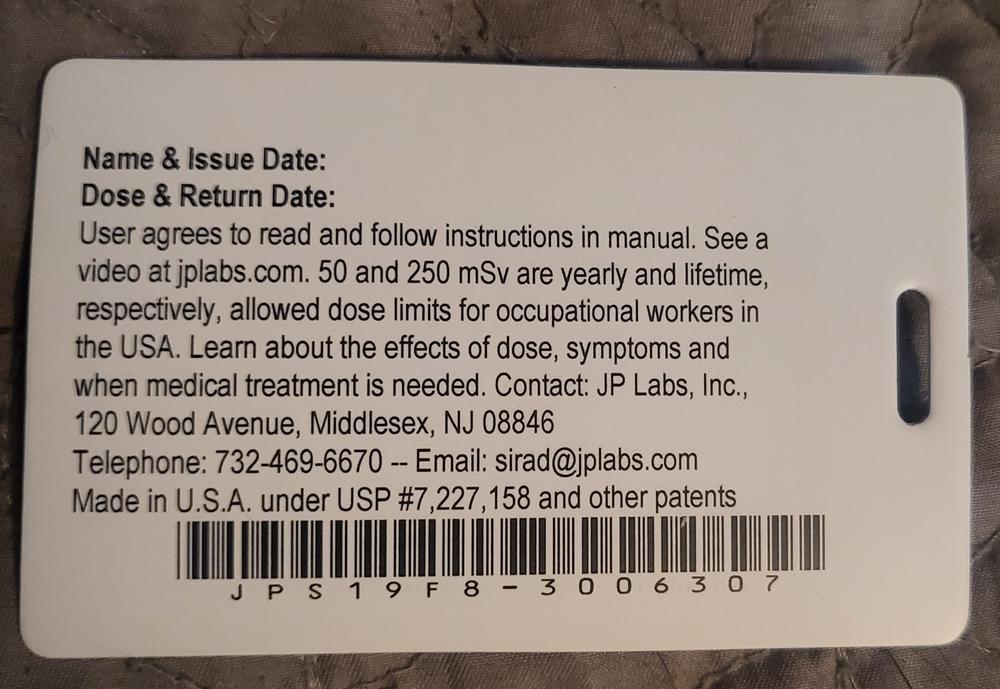 Name & Issue Date:
Dose & Return Date:
User agrees to read and follow instructions in manual. See a
video at jplabs.com. 50 and 250 mSv are yearly and lifetime,
respectively, allowed dose limits for occupational workers in
the USA. Learn about the effects of dose, symptoms and
when medical treatment is needed. Contact: JP Labs, Inc.,
120 Wood Avenue, Middlesex, NJ 08846
Telephone: 732-469-6670 -- Email: sirad@jplabs.com
Made in U.S.A. under USP #7,227,158 and other patents
JPS19F8-3006307